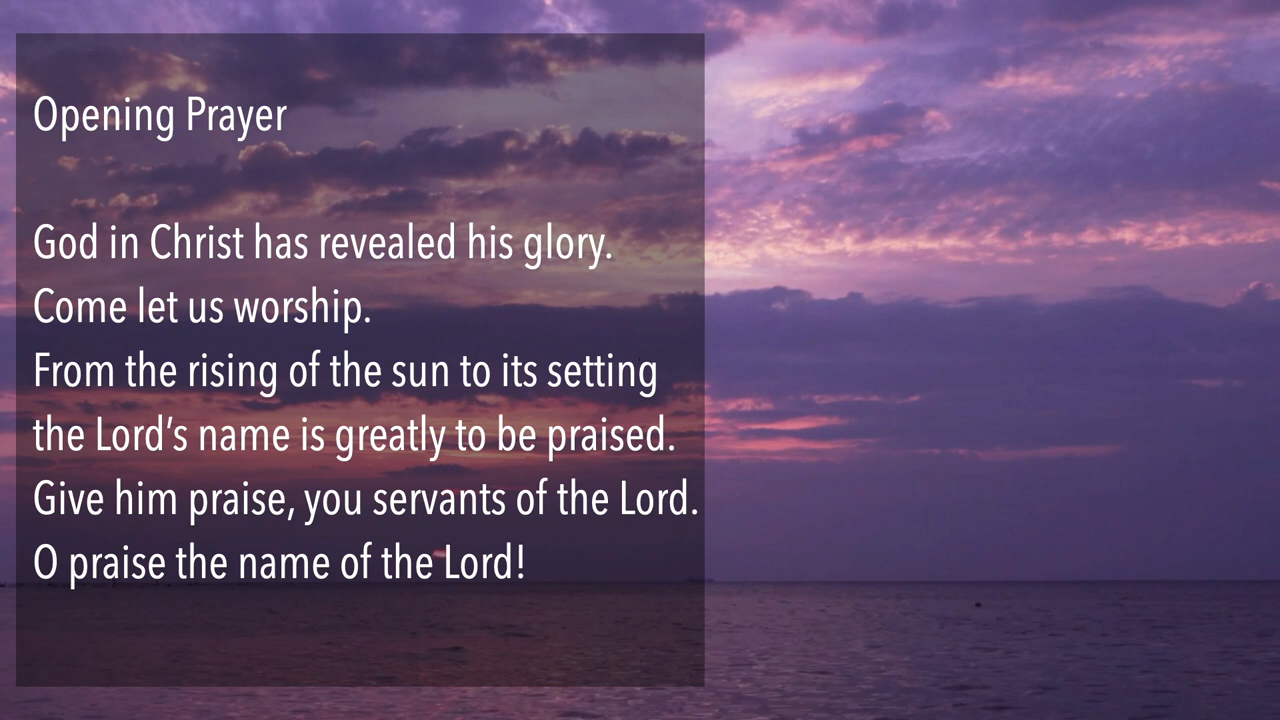 Opening Prayer
God in Christ has revealed his glory.
Come let us worship.
From the rising of the sun to its setting
the Lord’s name is greatly to be praised.
Give him praise, you servants of the Lord.
O praise the name of the Lord!